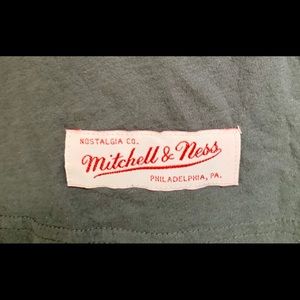 NOSTALGIA CO.
Mitchell & Ness
PHILADELPHIA, PA.